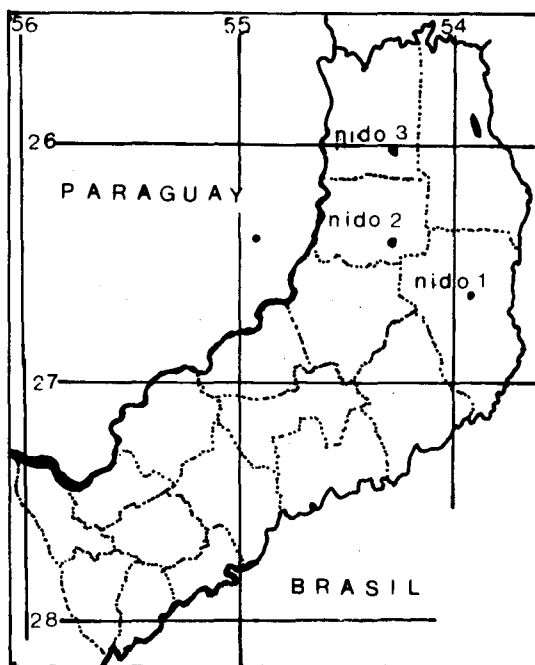 56 55 54
nido 3
26
PARAGUAY
nido 2
nido 1
27
BRASIL
28